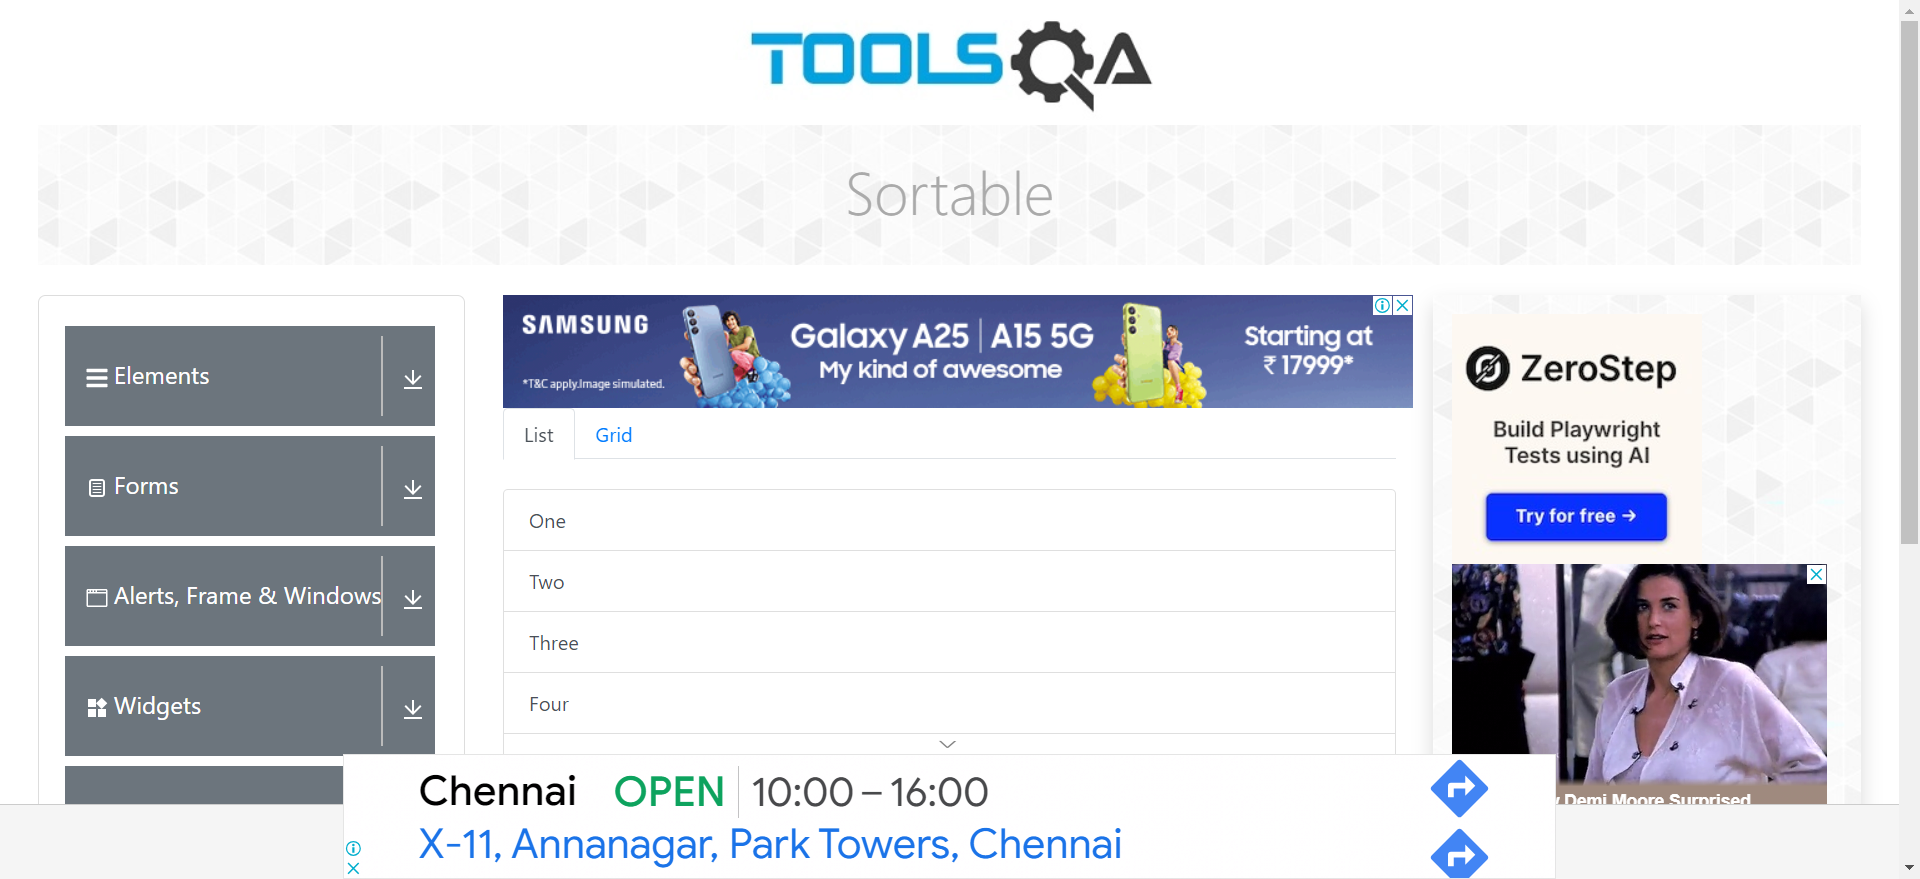 TOOLSQA
Sortable
Elements
Forms
Alerts, Frame & Windows
Widgets
SAMSUNG
*T&C apply.Image simulated.
Galaxy A25 | A15 5G
My kind of awesome
Starting at
₹ 17999*
List
Grid
One
Two
Three
Four
ZeroStep
Build Playwright
Tests using AI
Try for free →
Demi Moore Surprised
Chennai OPEN 10:00 – 16:00
X-11, Annanagar, Park Towers, Chennai